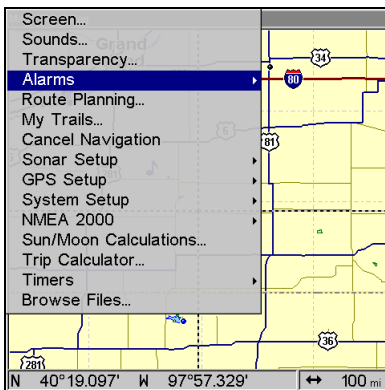 Screen...
Sounds...
Transparency...
Alarms
Route Planning...
My Trails...
Cancel Navigation
Sonar Setup
GPS Setup
System Setup
NMEA 2000
Sun/Moon Calculations...
Trip Calculator...
Timers
Browse Files...
Grand
34
80
6
81
281
36
281
N 40°19.097' W 97°57.329' ↔ 100 mi